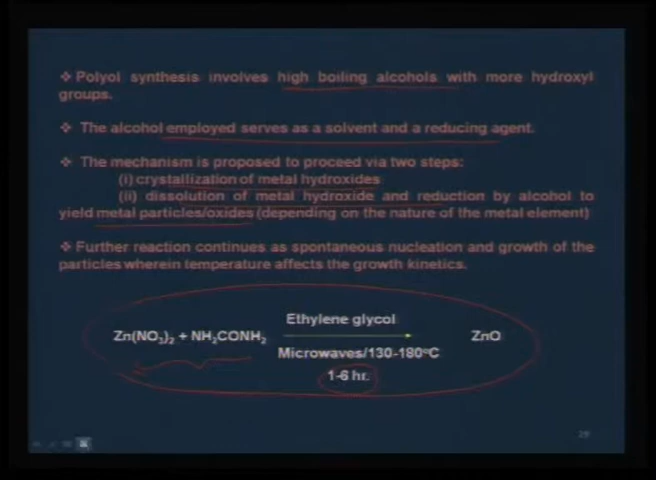 ❖ Polyol synthesis involves high boiling alcohols with more hydroxyl
groups.
❖ The alcohol employed serves as a solvent and a reducing agent.
❖ The mechanism is proposed to proceed via two steps:
(i) crystallization of metal hydroxides
(ii) dissolution of metal hydroxide and reduction by alcohol to
yield metal particles/oxides (depending on the nature of the metal element)
❖ Further reaction continues as spontaneous nucleation and growth of the
particles wherein temperature affects the growth kinetics.
Ethylene glycol
Zn(NO₃)₂ + NH₂CONH₂ ZnO
Microwaves/130-180°C
1-6 hr.